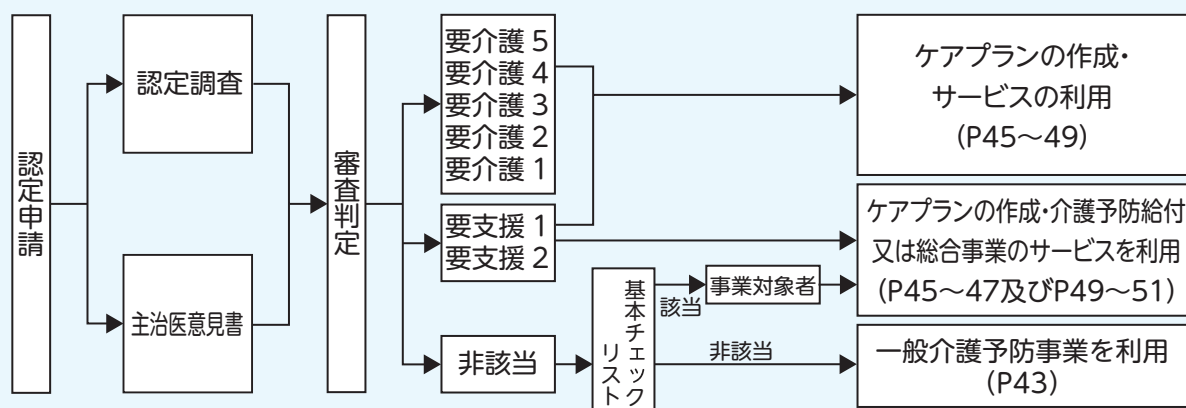 認定申請
認定調査
主治医意見書
審査判定
要介護 5
要介護 4
要介護 3
要介護 2
要介護 1
要支援 1
要支援 2
非該当
基本チェック
リスト
該当
事業対象者
非該当
ケアプランの作成・
サービスの利用
(P45～49)
ケアプランの作成・介護予防給付
又は総合事業のサービスを利用
(P45～47及びP49～51)
一般介護予防事業を利用
(P43)